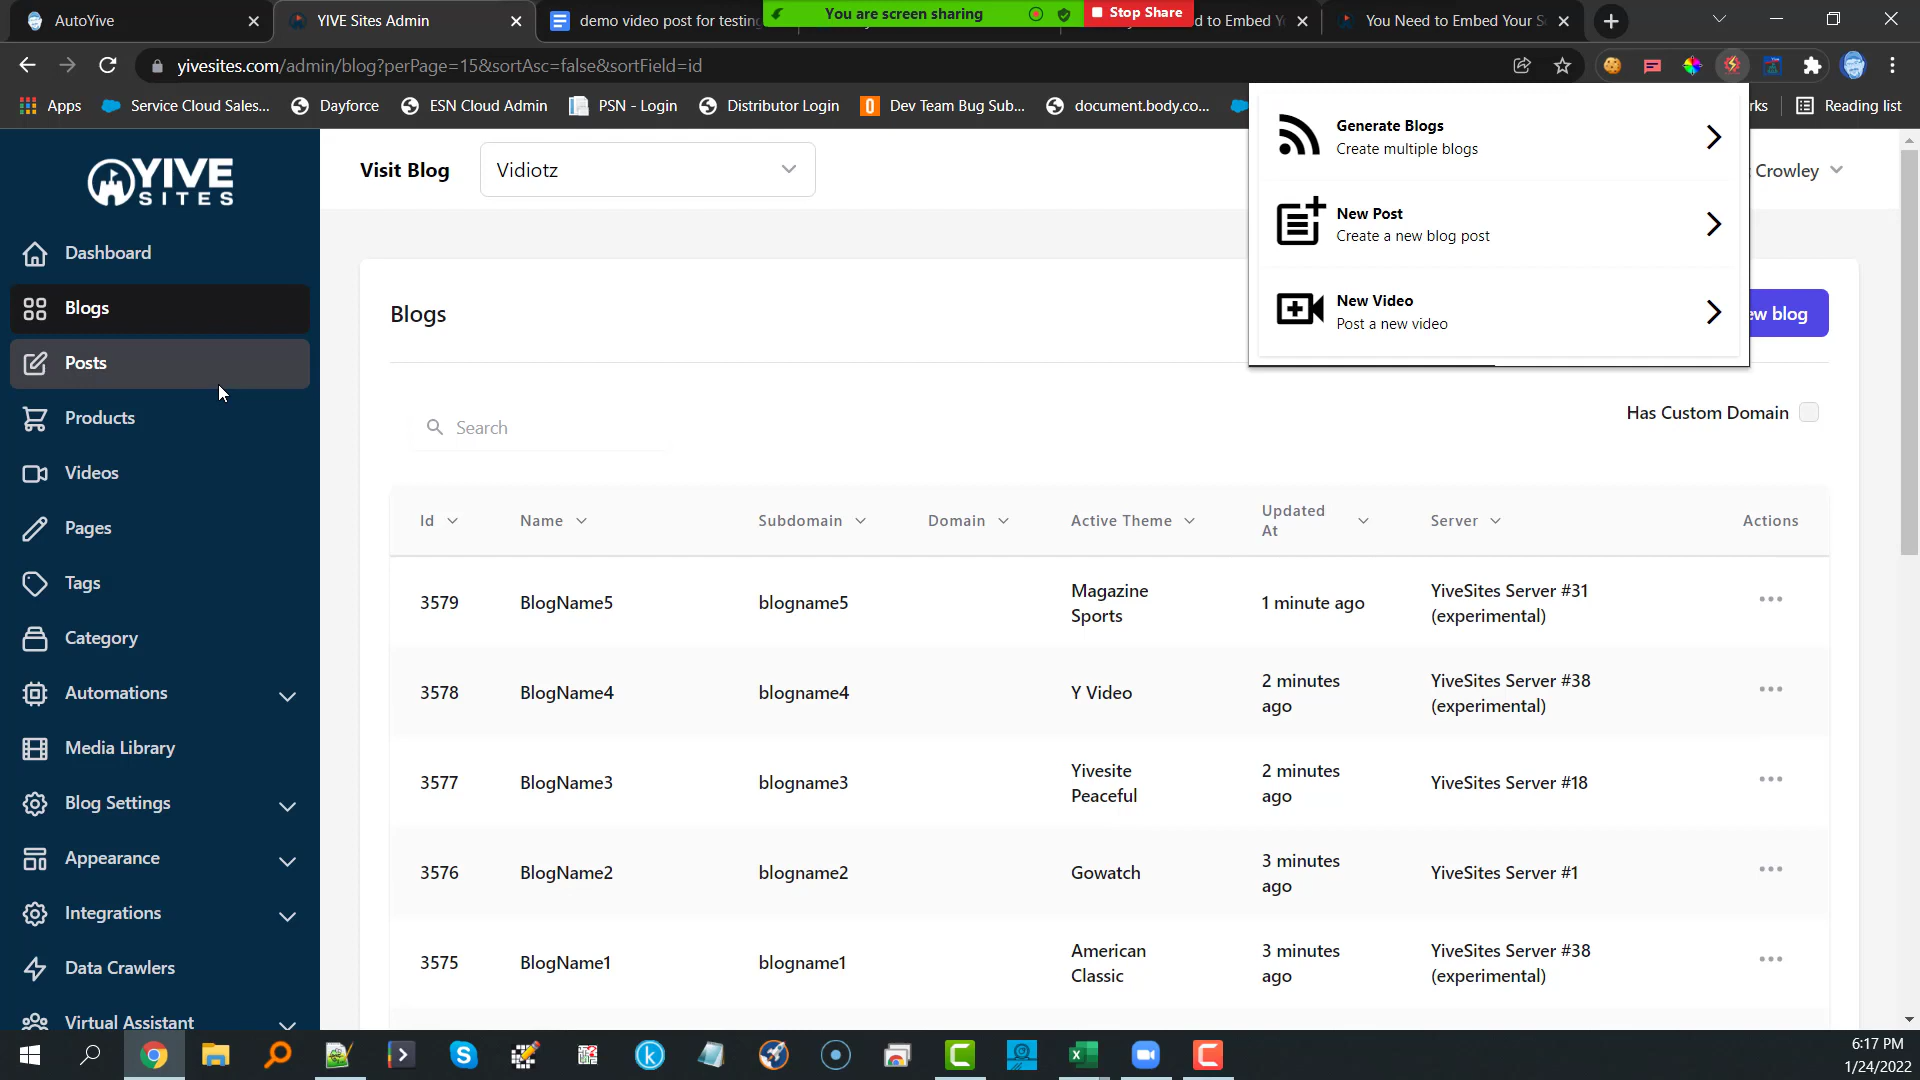 AutoYive
YIVE Sites Admin
demo video post for testing
You are screen sharing
Stop Share
d to Embed Y
You Need to Embed Your S
yivesites.com/admin/blog?perPage=15&sortAsc=false&sortField=id
Apps
Service Cloud Sales...
Dayforce
ESN Cloud Admin
PSN - Login
Distributor Login
Dev Team Bug Sub...
document.body.co...
rks
Reading list
YIVE
SITES
Visit Blog
Vidiotz
Crowley
Generate Blogs
Create multiple blogs
New Post
Create a new blog post
New Video
Post a new video
Dashboard
Blogs
Posts
Products
Videos
Pages
Tags
Category
Automations
Media Library
Blog Settings
Appearance
Integrations
Data Crawlers
Virtual Assistant
Blogs
ew blog
Search
Has Custom Domain
Id Name Subdomain Domain Active Theme Updated At Server Actions
3579 BlogName5 blogname5 Magazine Sports 1 minute ago YiveSites Server #31 (experimental)
3578 BlogName4 blogname4 Y Video 2 minutes ago YiveSites Server #38 (experimental)
3577 BlogName3 blogname3 Yivesite Peaceful 2 minutes ago YiveSites Server #18
3576 BlogName2 blogname2 Gowatch 3 minutes ago YiveSites Server #1
3575 BlogName1 blogname1 American Classic 3 minutes ago YiveSites Server #38 (experimental)
6:17 PM
1/24/2022